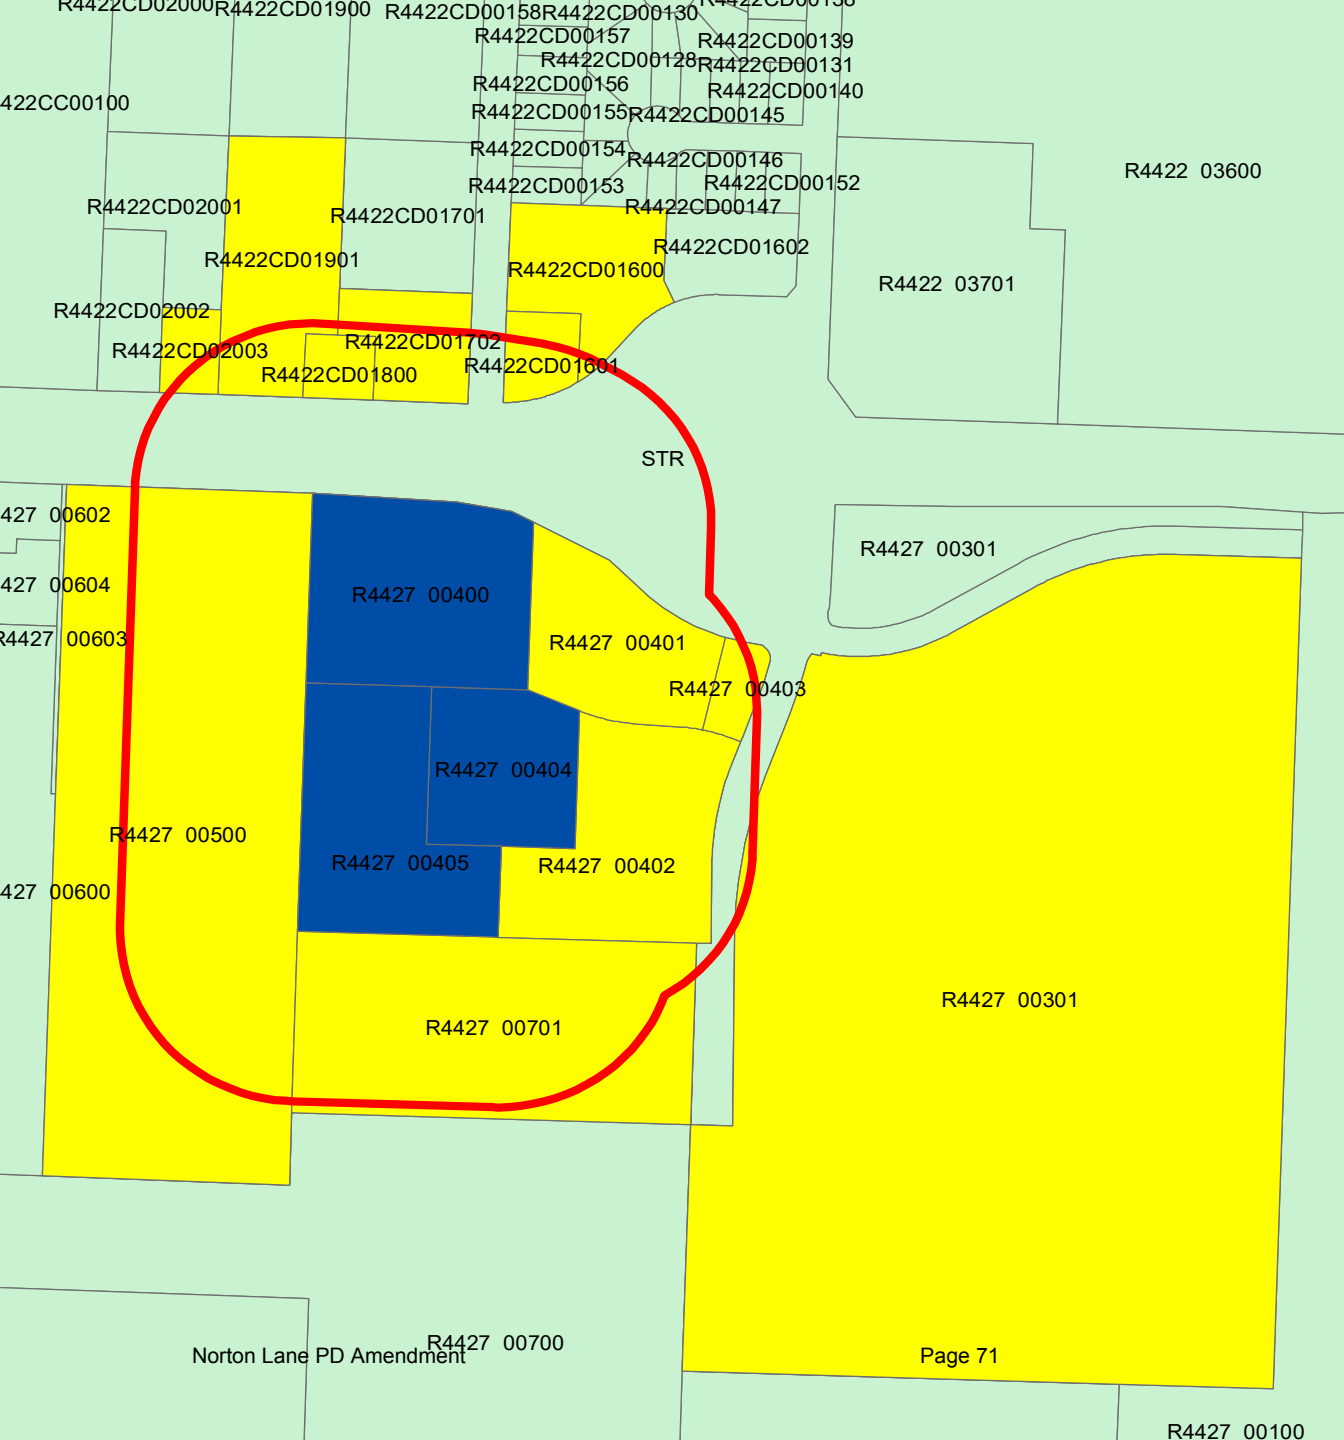 R4422CD02000
R4422CD01900
R4422CD00158
R4422CD00130
R4422CD00138
R4422CD00157
R4422CD00139
R4422CD00128
R4422CD00131
R4422CD00156
R4422CD00140
422CC00100
R4422CD00155
R4422CD00145
R4422CD00154
R4422CD00146
R4422 03600
R4422CD00153
R4422CD00152
R4422CD02001
R4422CD01701
R4422CD00147
R4422CD01602
R4422CD01901
R4422CD01600
R4422 03701
R4422CD02002
R4422CD01702
R4422CD02003
R4422CD01601
R4422CD01800
STR
427 00602
R4427 00301
427 00604
R4427 00400
R4427 00603
R4427 00401
R4427 00403
R4427 00404
R4427 00500
R4427 00405
R4427 00402
427 00600
R4427 00301
R4427 00701
R4427 00700
Norton Lane PD Amendment
Page 71
R4427 00100